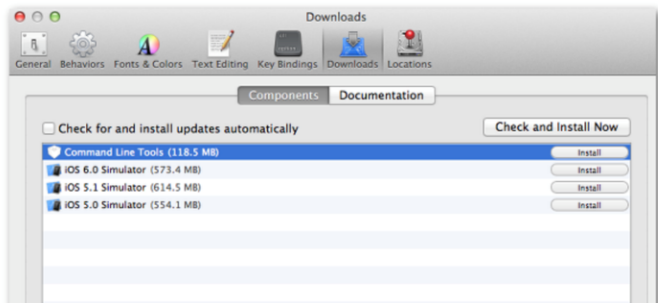 Downloads
General Behaviors Fonts & Colors Text Editing Key Bindings Downloads Locations
Components Documentation
Check for and install updates automatically Check and Install Now
Command Line Tools (118.5 MB) Install
iOS 6.0 Simulator (573.4 MB) Install
iOS 5.1 Simulator (614.5 MB) Install
iOS 5.0 Simulator (554.1 MB) Install